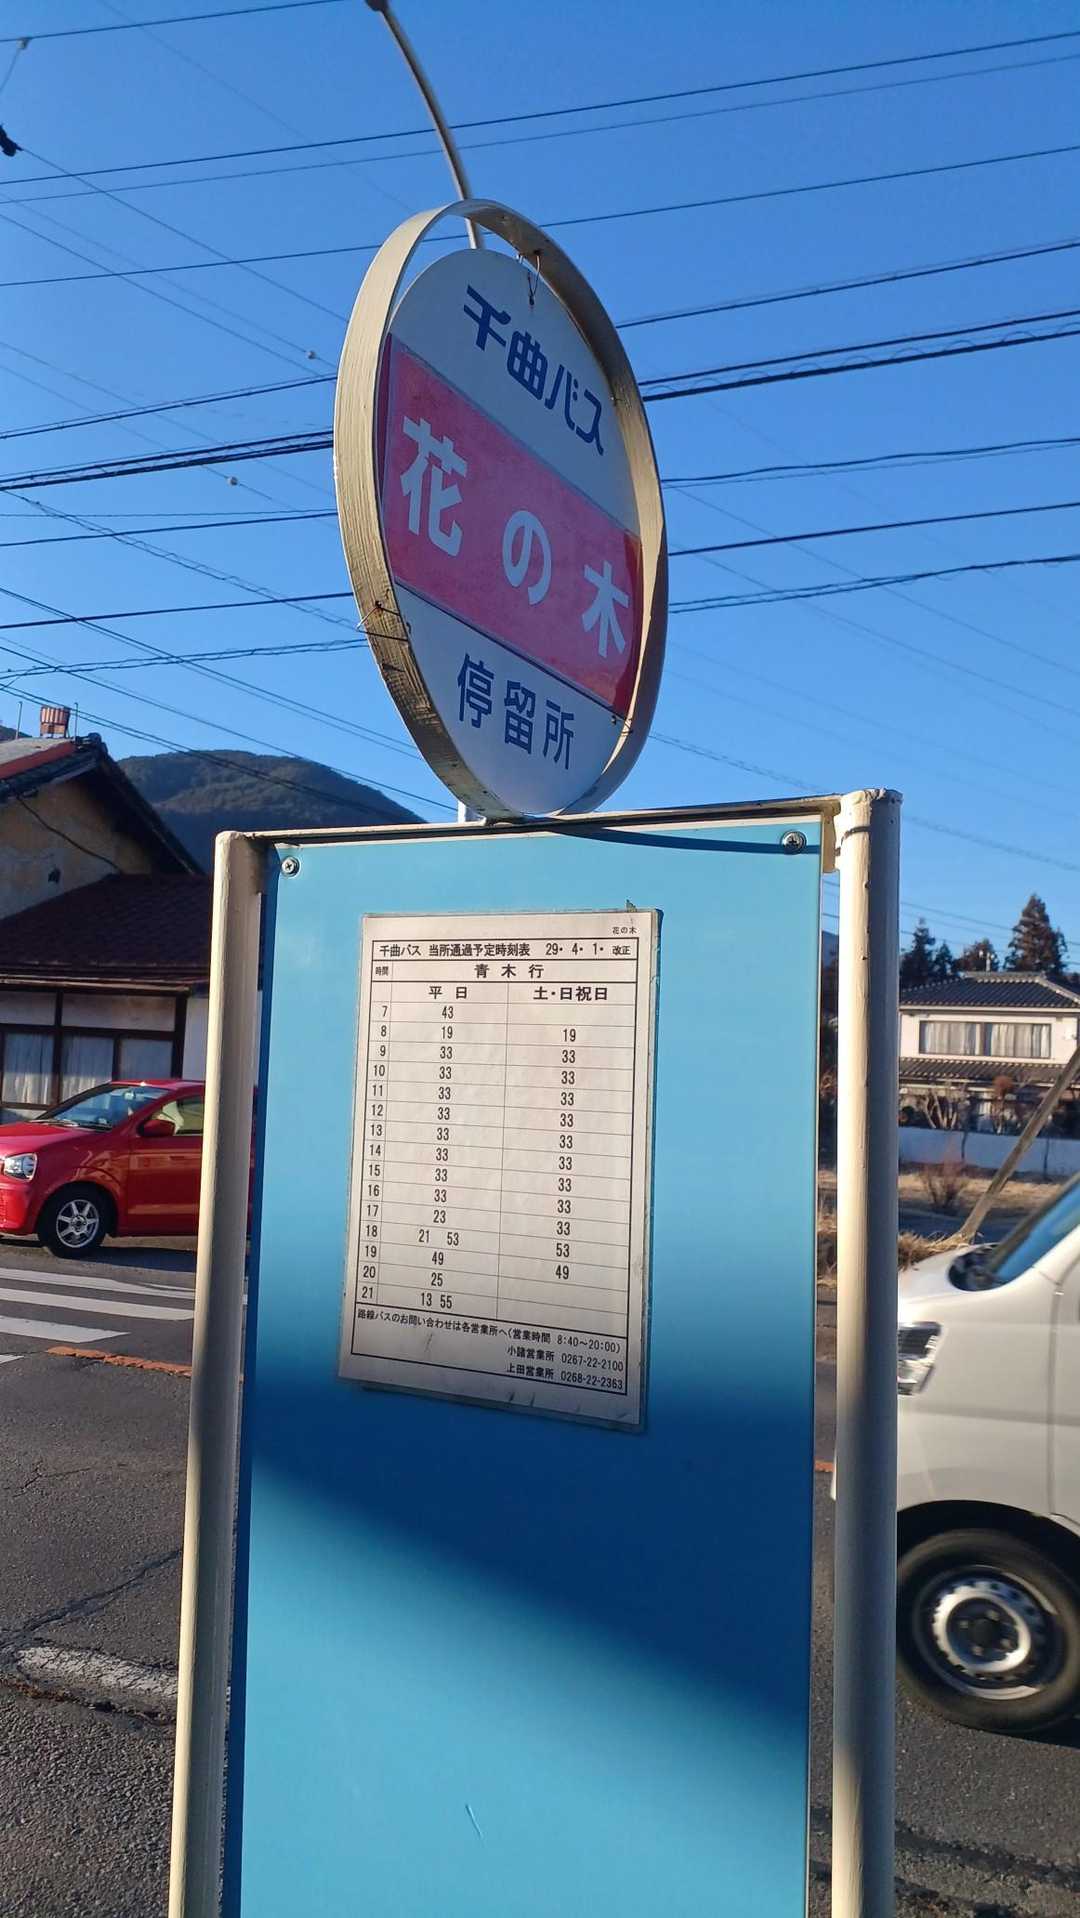 千曲バス
花の木
停留所
花の木
千曲バス 当所通過予定時刻表 29・4・1・改正
時間 青木行
平日 土・日祝日
7 43
8 19 19
9 33 33
10 33 33
11 33 33
12 33 33
13 33 33
14 33 33
15 33 33
16 33 33
17 23 33
18 21 53 53
19 49 49
20 25
21 13 55
路線バスのお問い合わせは各営業所へ(営業時間 8:40～20:00)
小諸営業所 0267-22-2100
上田営業所 0268-22-2363